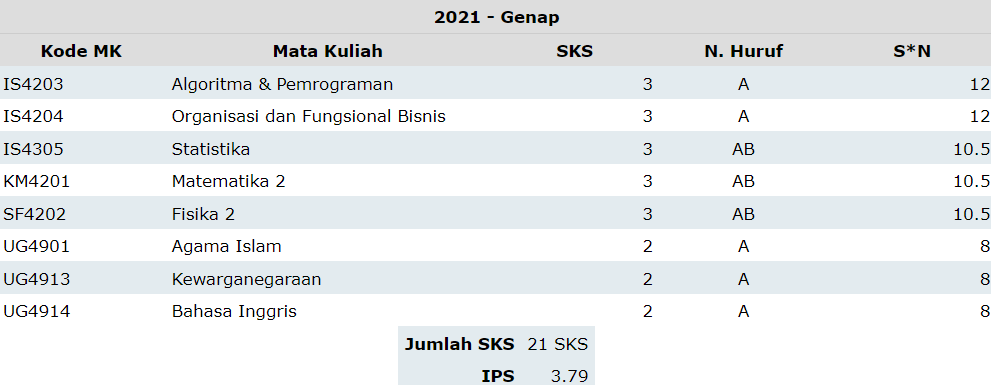 2021 - Genap
Kode MK Mata Kuliah SKS N. Huruf S*N
IS4203 Algoritma & Pemrograman 3 A 12
IS4204 Organisasi dan Fungsional Bisnis 3 A 12
IS4305 Statistika 3 AB 10.5
KM4201 Matematika 2 3 AB 10.5
SF4202 Fisika 2 3 AB 10.5
UG4901 Agama Islam 2 A 8
UG4913 Kewarganegaraan 2 A 8
UG4914 Bahasa Inggris 2 A 8
Jumlah SKS 21 SKS
IPS 3.79